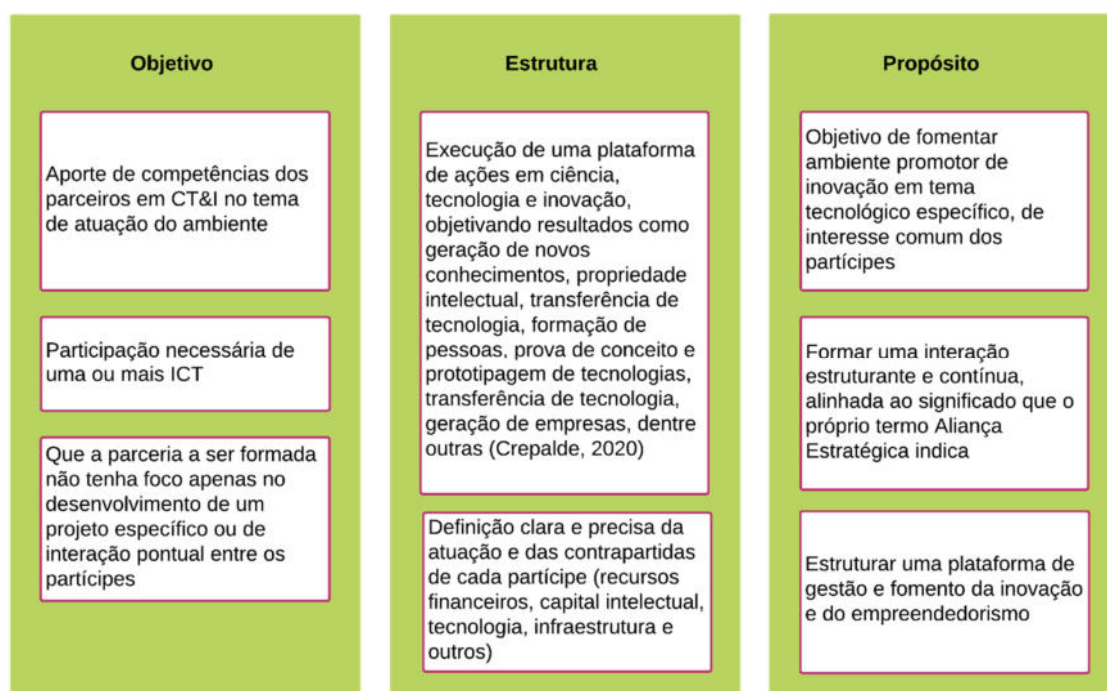 Objetivo
Aporte de competências dos
parceiros em CT&I no tema
de atuação do ambiente
Participação necessária de
uma ou mais ICT
Que a parceria a ser formada
não tenha foco apenas no
desenvolvimento de um
projeto específico ou de
interação pontual entre os
partícipes
Estrutura
Execução de uma plataforma
de ações em ciência,
tecnologia e inovação,
objetivando resultados como
geração de novos
conhecimentos, propriedade
intelectual, transferência de
tecnologia, formação de
pessoas, prova de conceito e
prototipagem de tecnologias,
transferência de tecnologia,
geração de empresas, dentre
outras (Crepalde, 2020)
Definição clara e precisa da
atuação e das contrapartidas
de cada partícipe (recursos
financeiros, capital intelectual,
tecnologia, infraestrutura e
outros)
Propósito
Objetivo de fomentar
ambiente promotor de
inovação em tema
tecnológico específico, de
interesse comum dos
partícipes
Formar uma interação
estruturante e contínua,
alinhada ao significado que o
próprio termo Aliança
Estratégica indica
Estruturar uma plataforma de
gestão e fomento da inovação
e do empreendedorismo